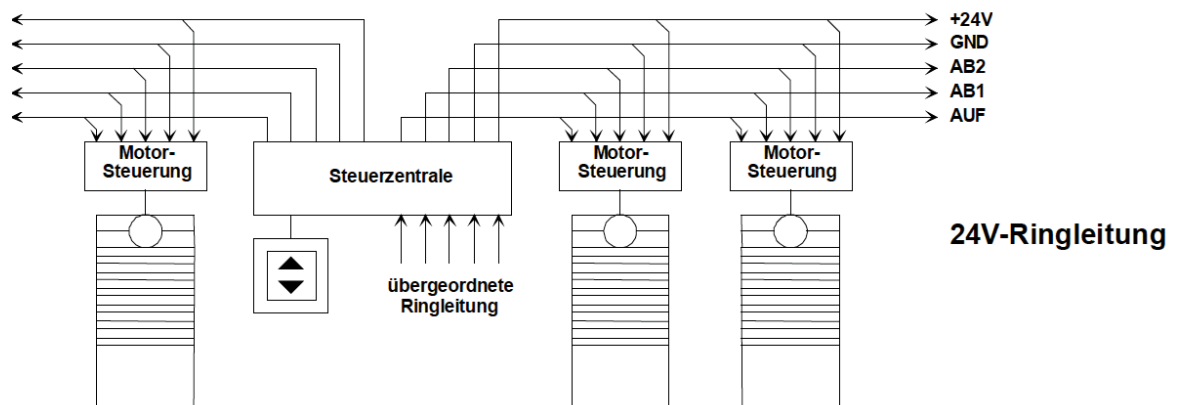 +24V
GND
AB2
AB1
AUF
Motor-
Steuerung
Steuerzentrale
Motor-
Steuerung
Motor-
Steuerung
24V-Ringleitung
übergeordnete
Ringleitung